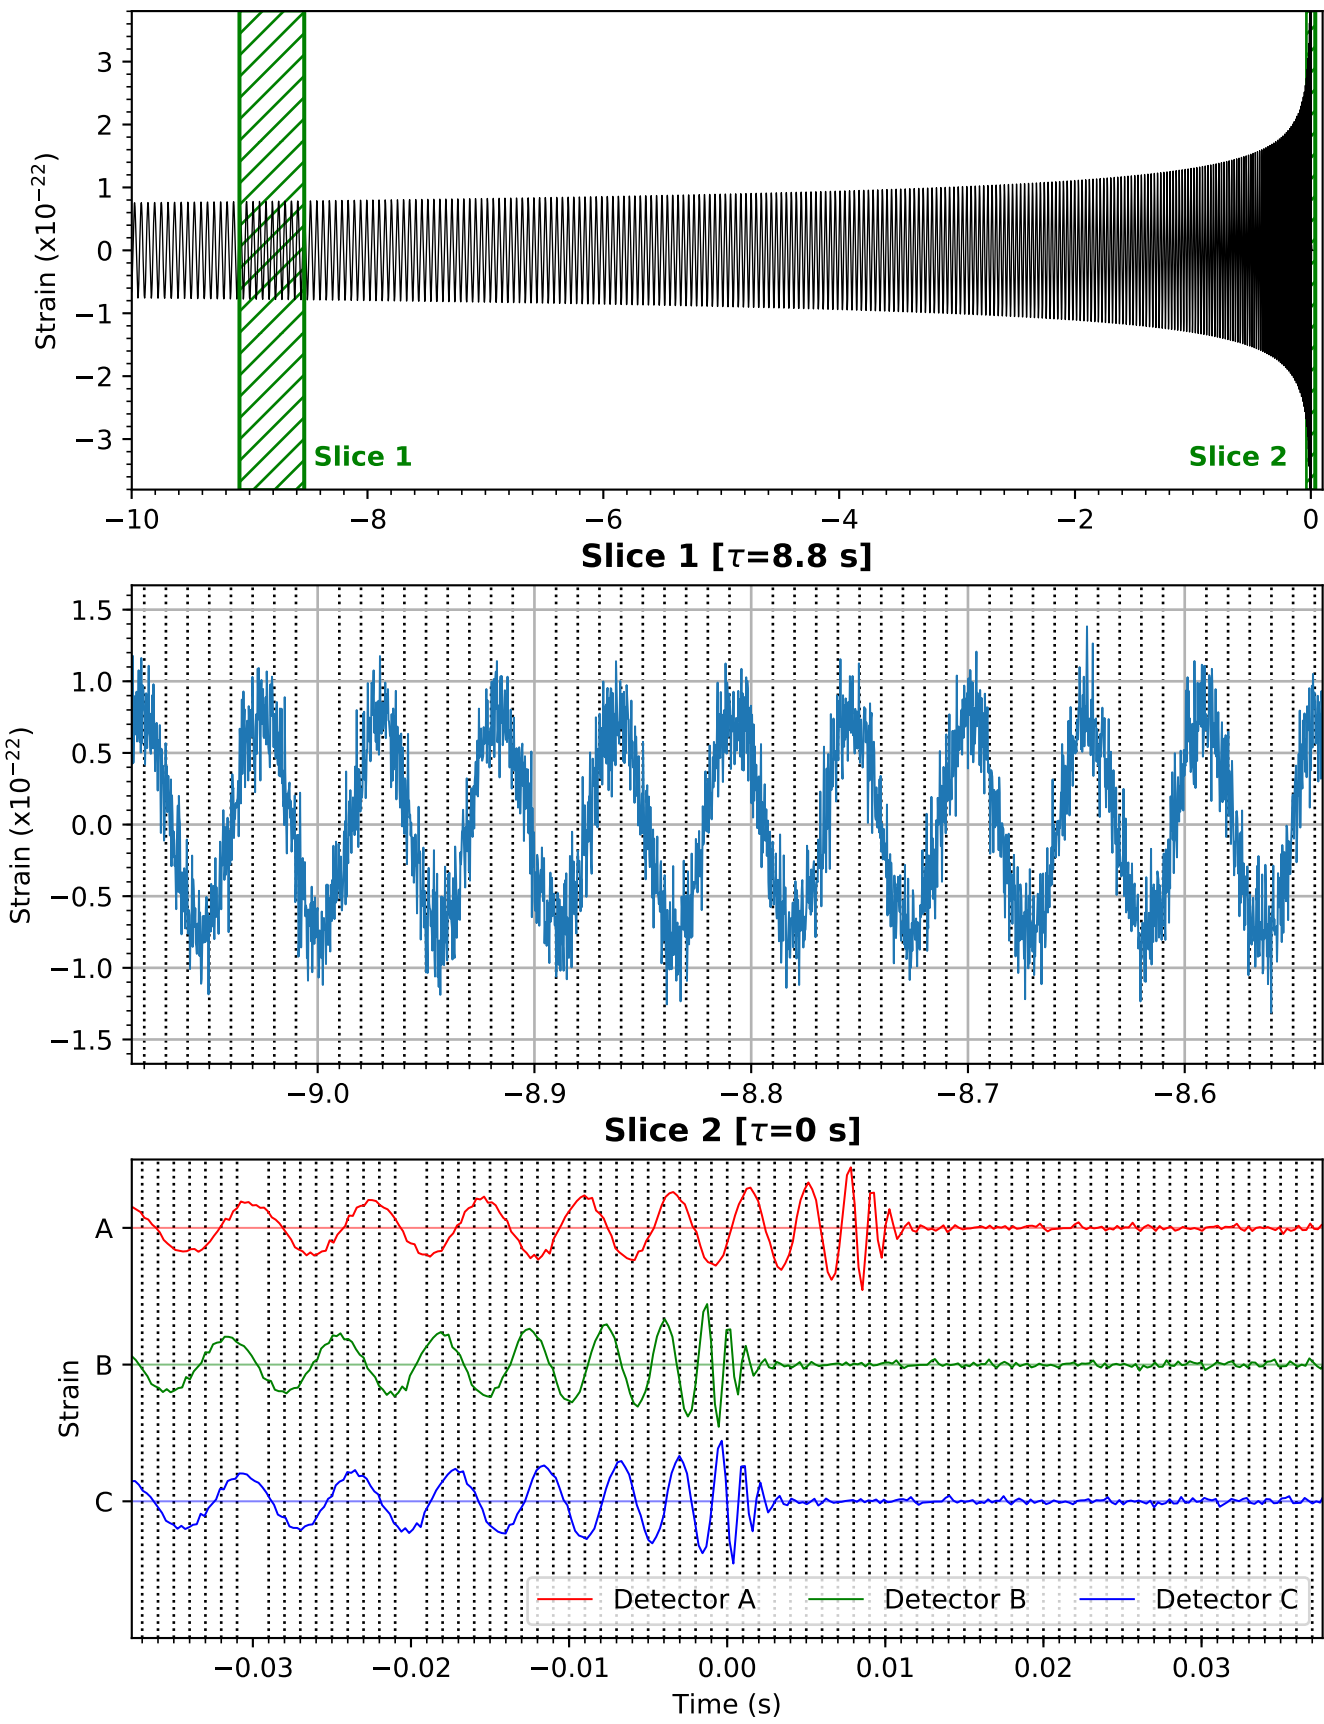 3
2
1
0
−1
−2
−3
Strain (x10⁻²²)
Slice 1
Slice 2
−10 −8 −6 −4 −2 0
Slice 1 [τ=8.8 s]
1.5
1.0
0.5
0.0
−0.5
−1.0
−1.5
Strain (x10⁻²²)
−9.0 −8.9 −8.8 −8.7 −8.6
Slice 2 [τ=0 s]
A
B
C
Strain
Detector A Detector B Detector C
−0.03 −0.02 −0.01 0.00 0.01 0.02 0.03
Time (s)